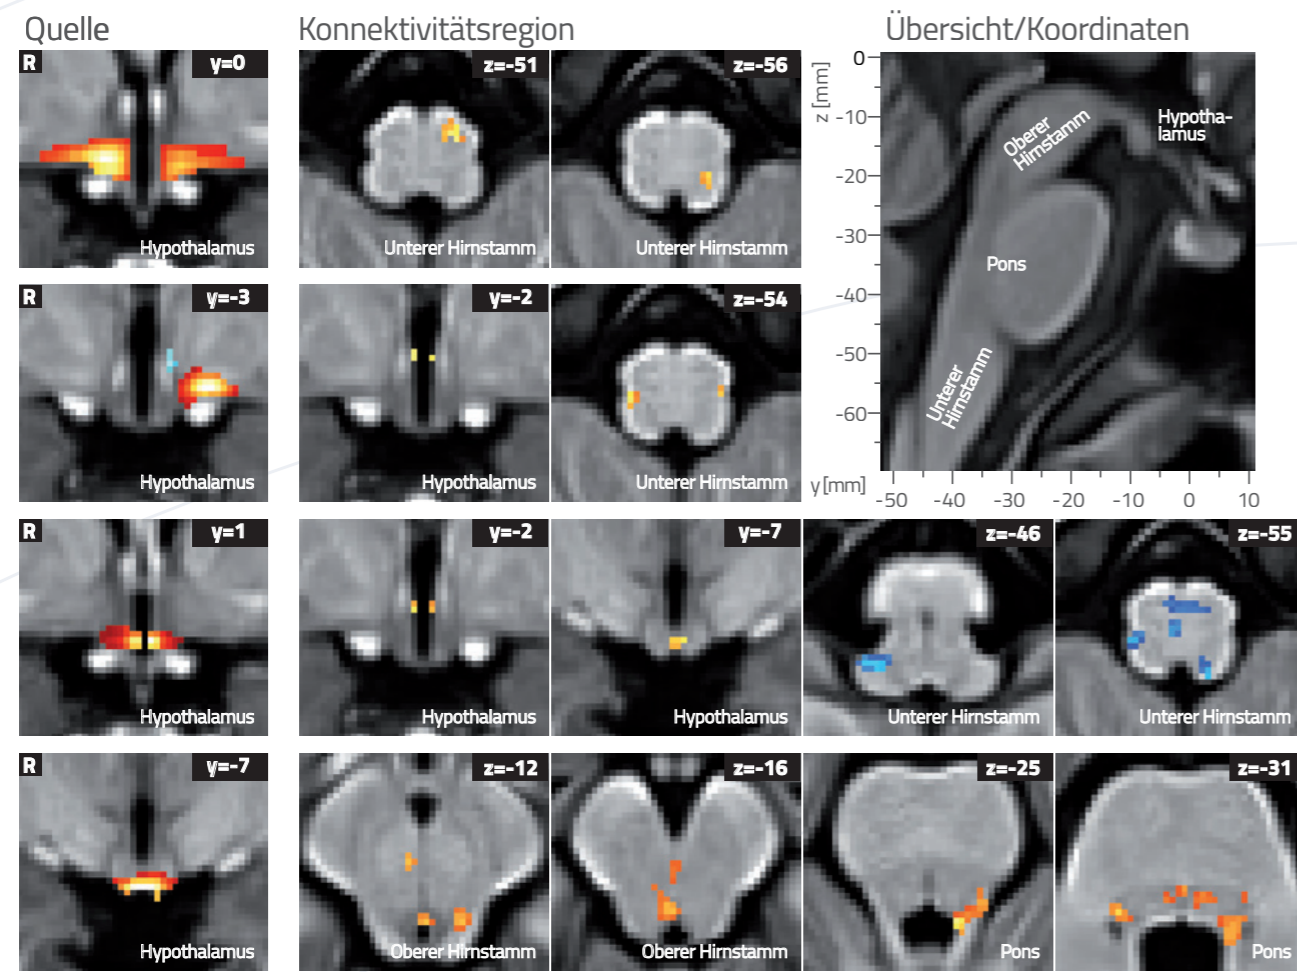 Quelle
Konnektivitätsregion
Übersicht/Koordinaten
R
y=0
Hypothalamus
z=-51
Unterer Hirnstamm
z=-56
Unterer Hirnstamm
z [mm]
0
-10
-20
-30
-40
-50
-60
Oberer
Hirnstamm
Hypotha-
lamus
Pons
Unterer
Hirnstamm
y [mm]
-50
-40
-30
-20
-10
0
10
R
y=-3
Hypothalamus
y=-2
Hypothalamus
z=-54
Unterer Hirnstamm
R
y=1
Hypothalamus
y=-2
Hypothalamus
y=-7
Hypothalamus
z=-46
Unterer Hirnstamm
z=-55
Unterer Hirnstamm
R
y=-7
Hypothalamus
z=-12
Oberer Hirnstamm
z=-16
Oberer Hirnstamm
z=-25
Pons
z=-31
Pons